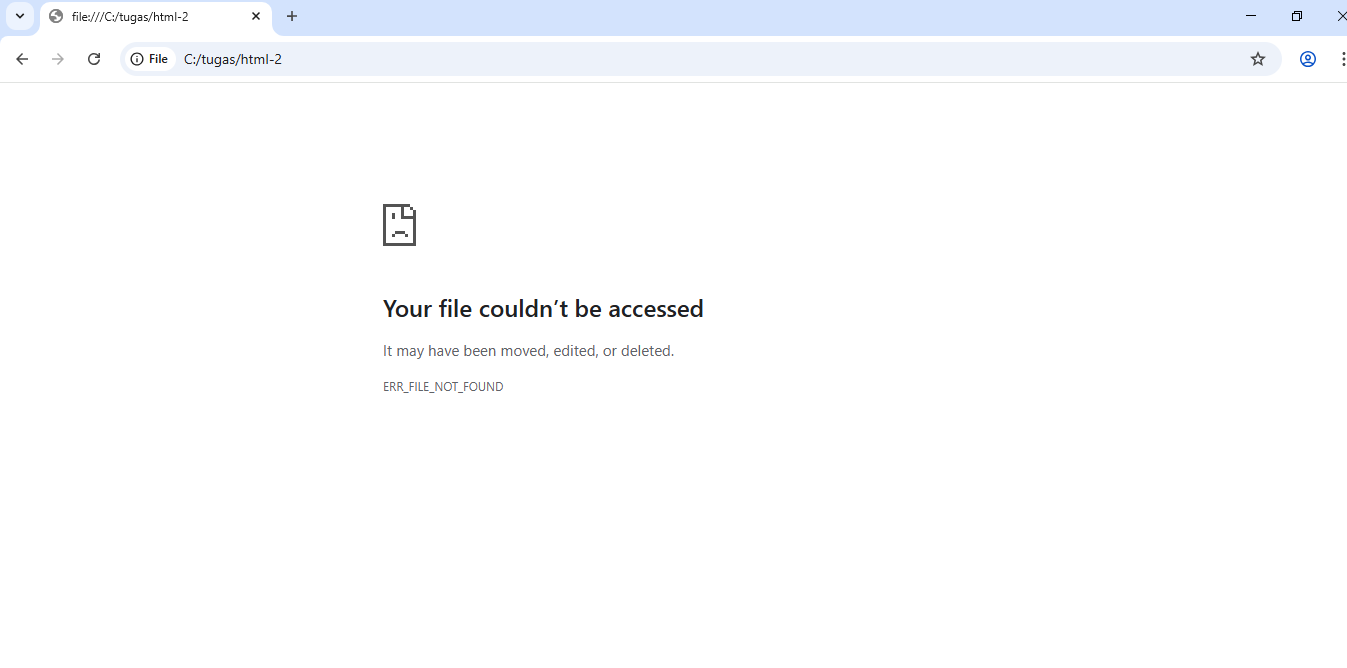 file:///C:/tugas/html-2
File C:/tugas/html-2
Your file couldn’t be accessed
It may have been moved, edited, or deleted.
ERR_FILE_NOT_FOUND